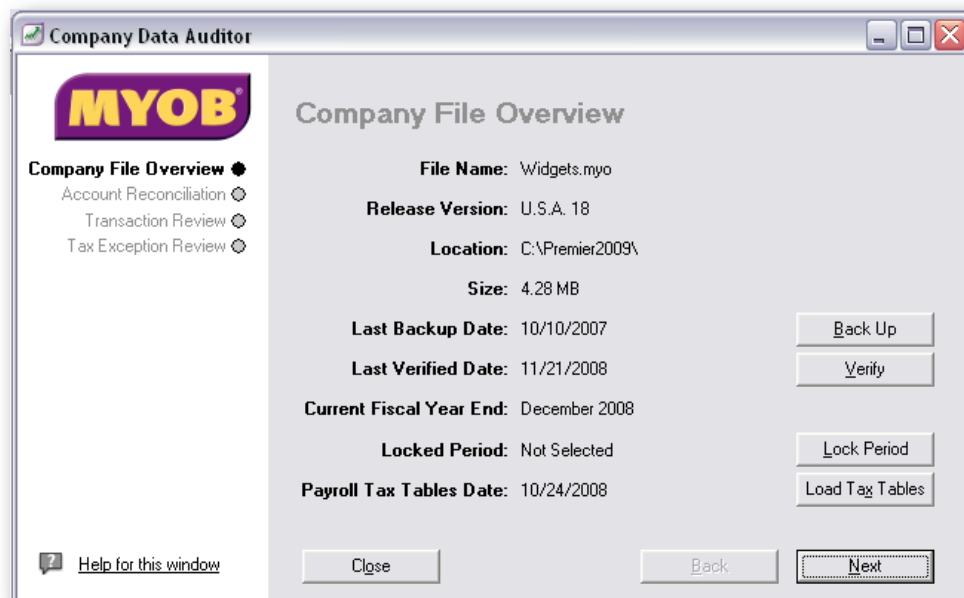 Company Data Auditor
MYOB®
Company File Overview
Account Reconciliation
Transaction Review
Tax Exception Review
? Help for this window
Company File Overview
File Name: Widgets.myo
Release Version: U.S.A. 18
Location: C:\Premier2009\
Size: 4.28 MB
Last Backup Date: 10/10/2007 Back Up
Last Verified Date: 11/21/2008 Verify
Current Fiscal Year End: December 2008
Locked Period: Not Selected Lock Period
Payroll Tax Tables Date: 10/24/2008 Load Tax Tables
Close Back Next